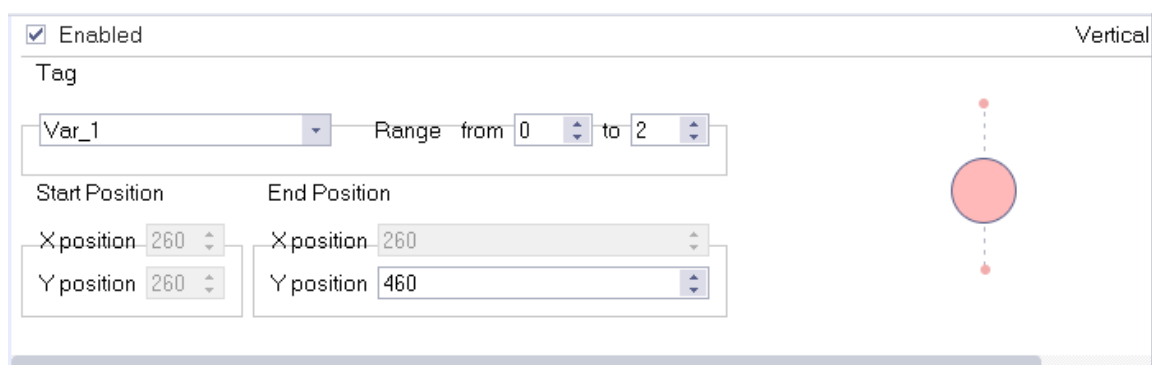 Enabled Vertical
Tag
Var_1 Range from 0 to 2
Start Position End Position
X position 260 X position 260
Y position 260 Y position 460